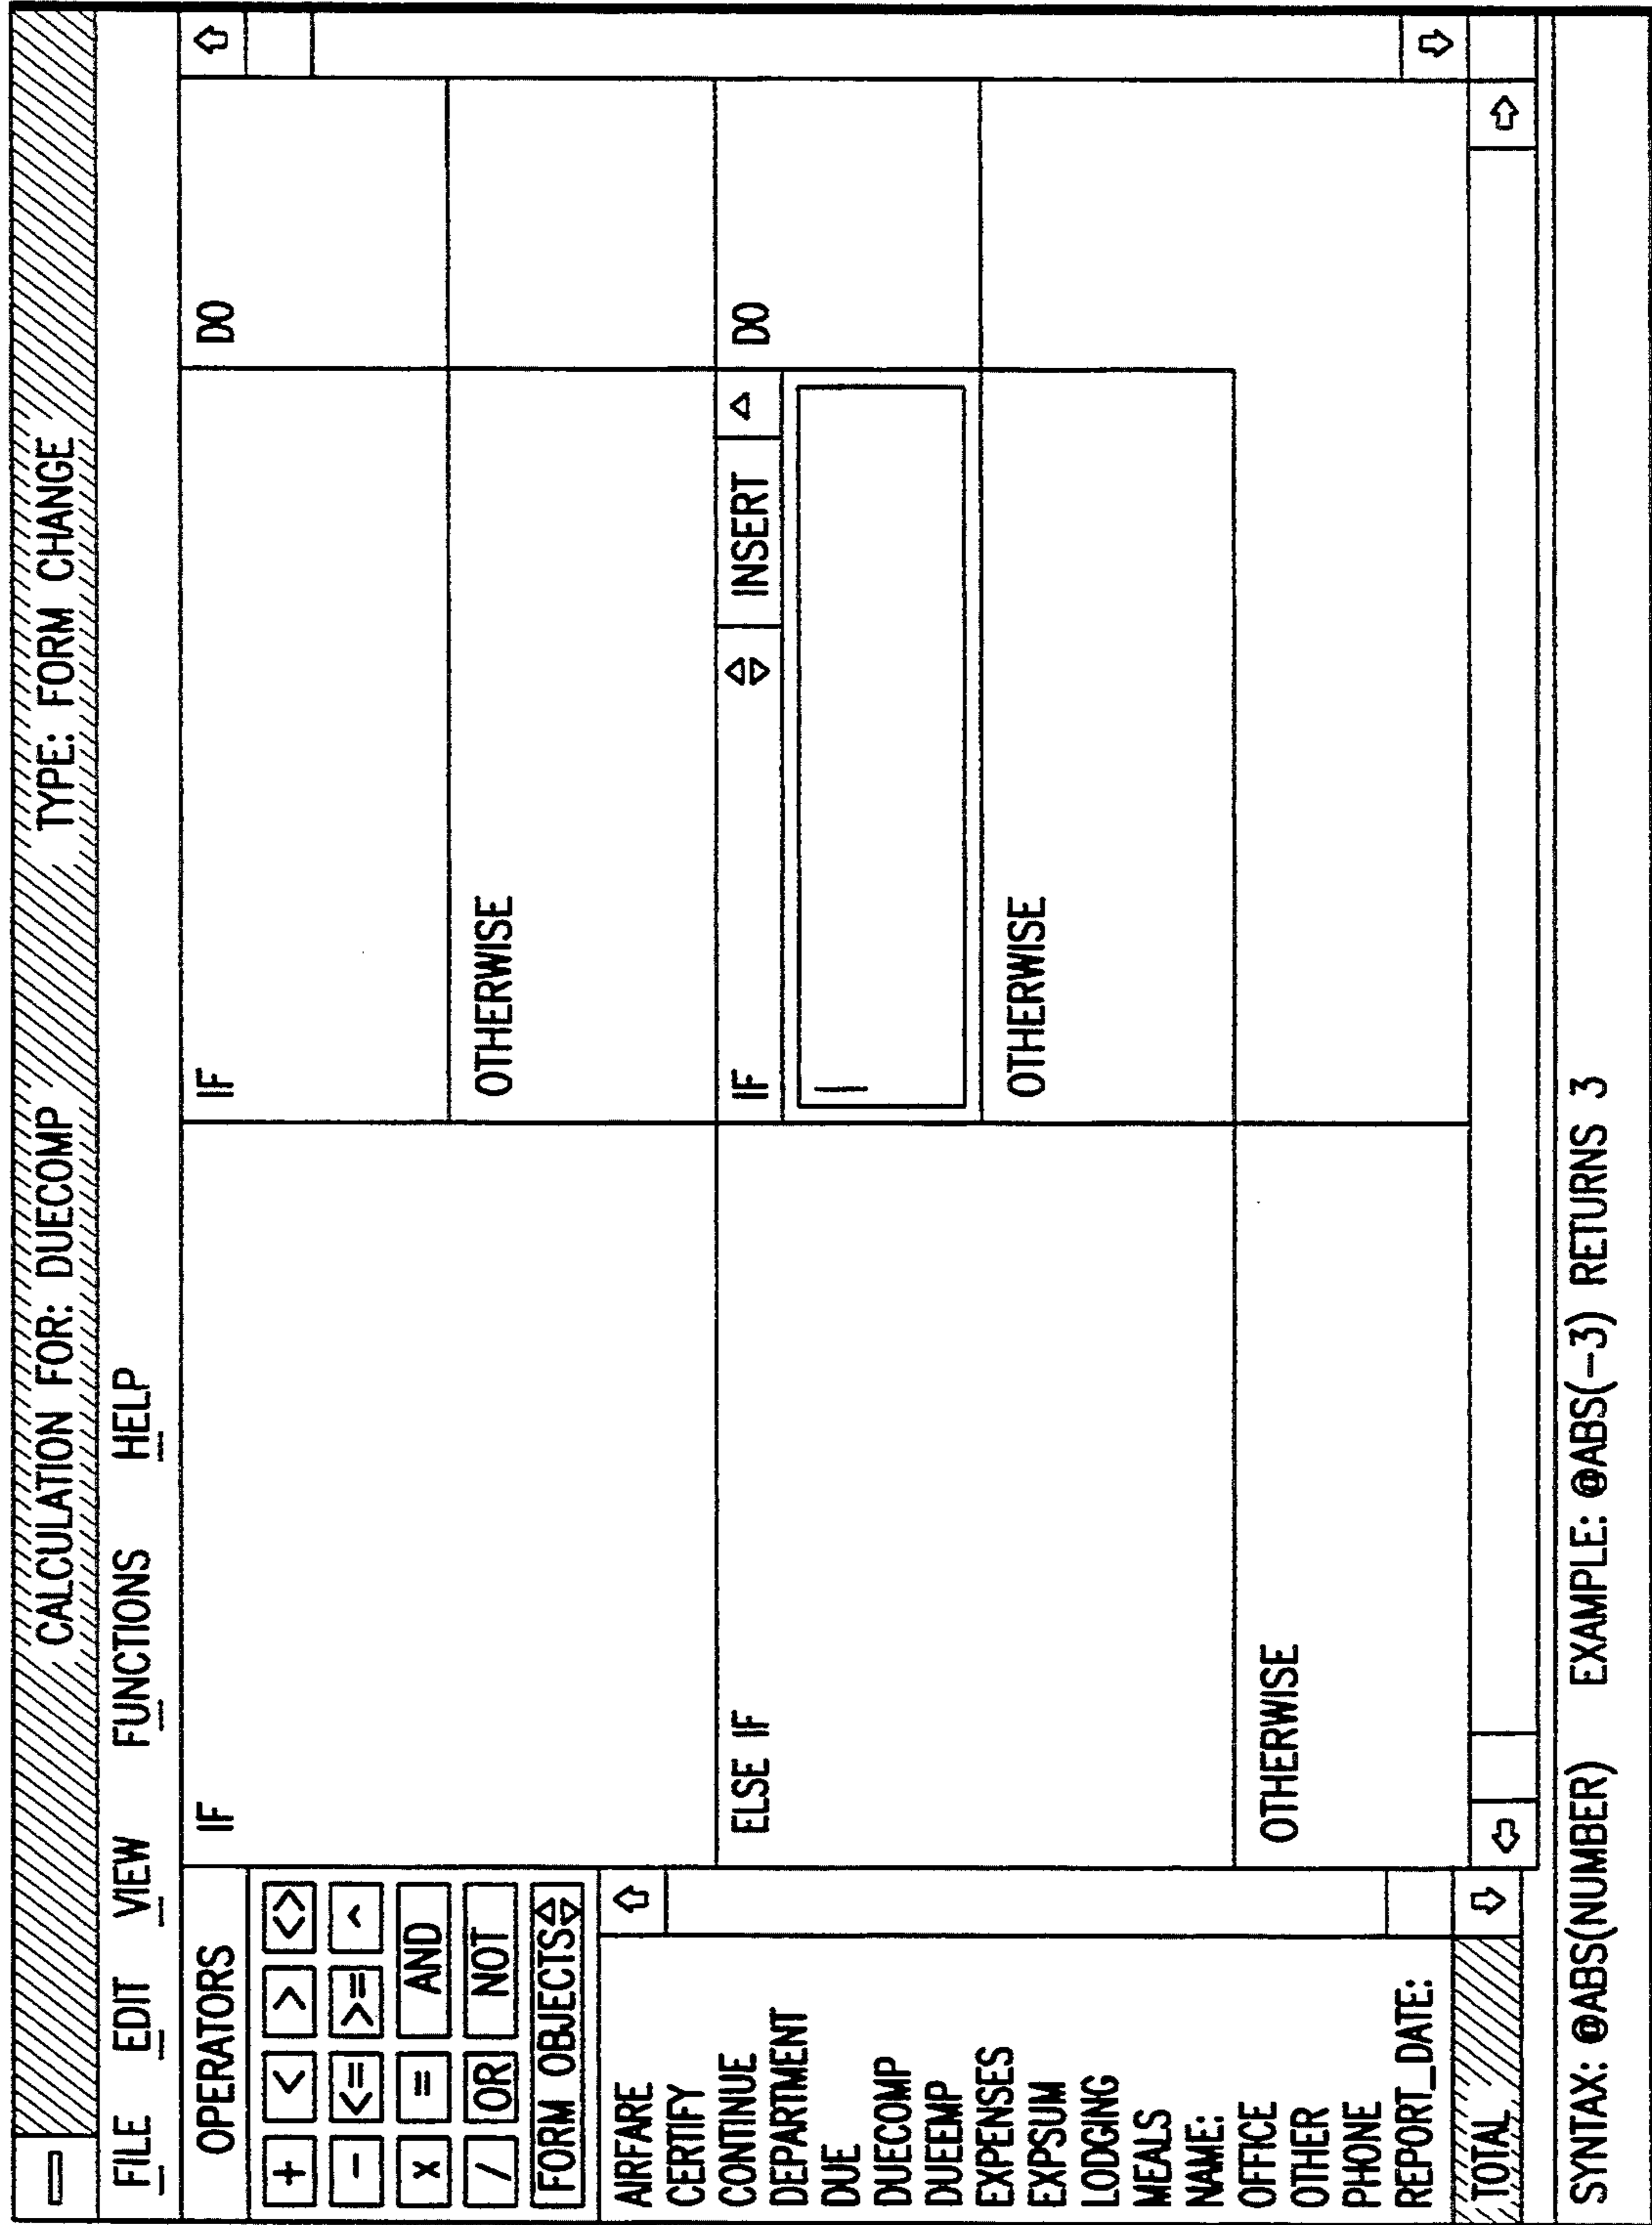 CALCULATION FOR: DUECOMP TYPE: FORM CHANGE
FILE EDIT VIEW FUNCTIONS HELP
OPERATORS
+ < > <>
- <= >= ^
x = AND
/ OR NOT
FORM OBJECTS
AIRFARE
CERTIFY
CONTINUE
DEPARTMENT
DUE
DUECOMP
DUEEMP
EXPENSES
EXPSUM
LODGING
MEALS
NAME:
OFFICE
OTHER
PHONE
REPORT_DATE:
TOTAL
IF IF DO
OTHERWISE
ELSE IF IF INSERT DO
OTHERWISE
OTHERWISE
SYNTAX: @ABS(NUMBER) EXAMPLE: @ABS(-3) RETURNS 3